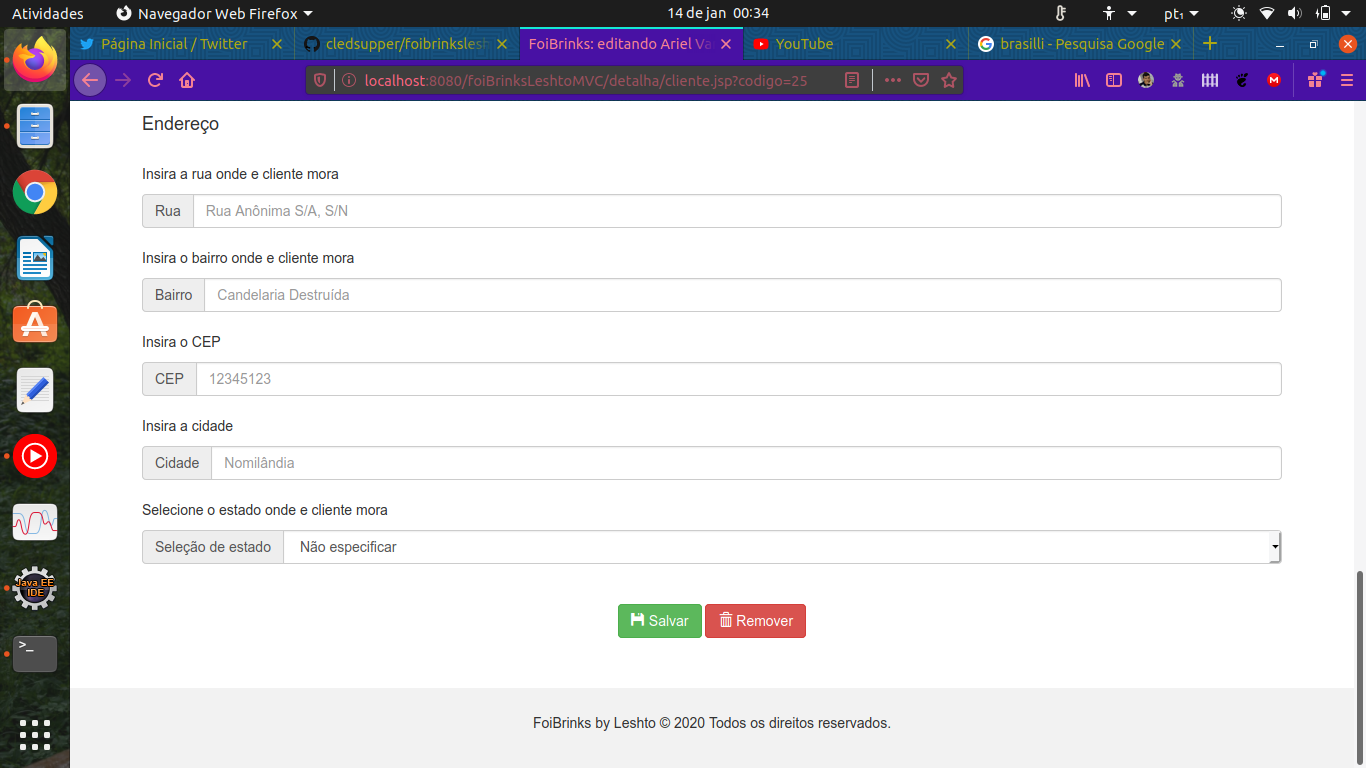 Atividades
Navegador Web Firefox
14 de jan 00:34
pt₁
Página Inicial / Twitter
cledsupper/foibrinkslesh
FoiBrinks: editando Ariel Va
YouTube
brasilli - Pesquisa Google
localhost:8080/foiBrinksLeshtoMVC/detalha/cliente.jsp?codigo=25
Endereço
Insira a rua onde e cliente mora
Rua
Rua Anônima S/A, S/N
Insira o bairro onde e cliente mora
Bairro
Candelaria Destruída
Insira o CEP
CEP
12345123
Insira a cidade
Cidade
Nomilândia
Selecione o estado onde e cliente mora
Seleção de estado
Não especificar
Salvar
Remover
FoiBrinks by Leshto © 2020 Todos os direitos reservados.
Java EE
IDE
>_